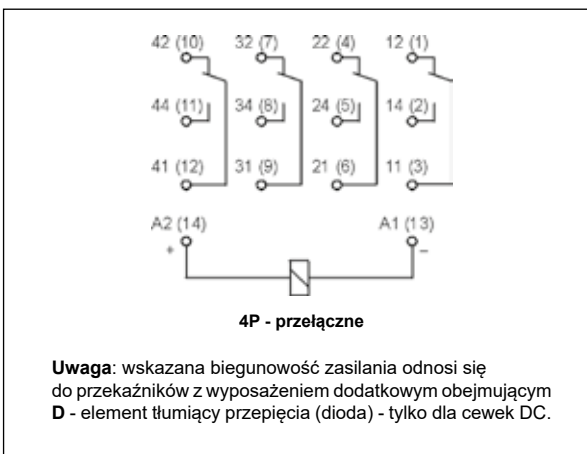 42 (10) 32 (7) 22 (4) 12 (1)
44 (11) 34 (8) 24 (5) 14 (2)
41 (12) 31 (9) 21 (6) 11 (3)
A2 (14) A1 (13)
+ –
4P - przełączne
Uwaga: wskazana biegunowość zasilania odnosi się
do przekaźników z wyposażeniem dodatkowym obejmującym
D - element tłumiący przepięcia (dioda) - tylko dla cewek DC.